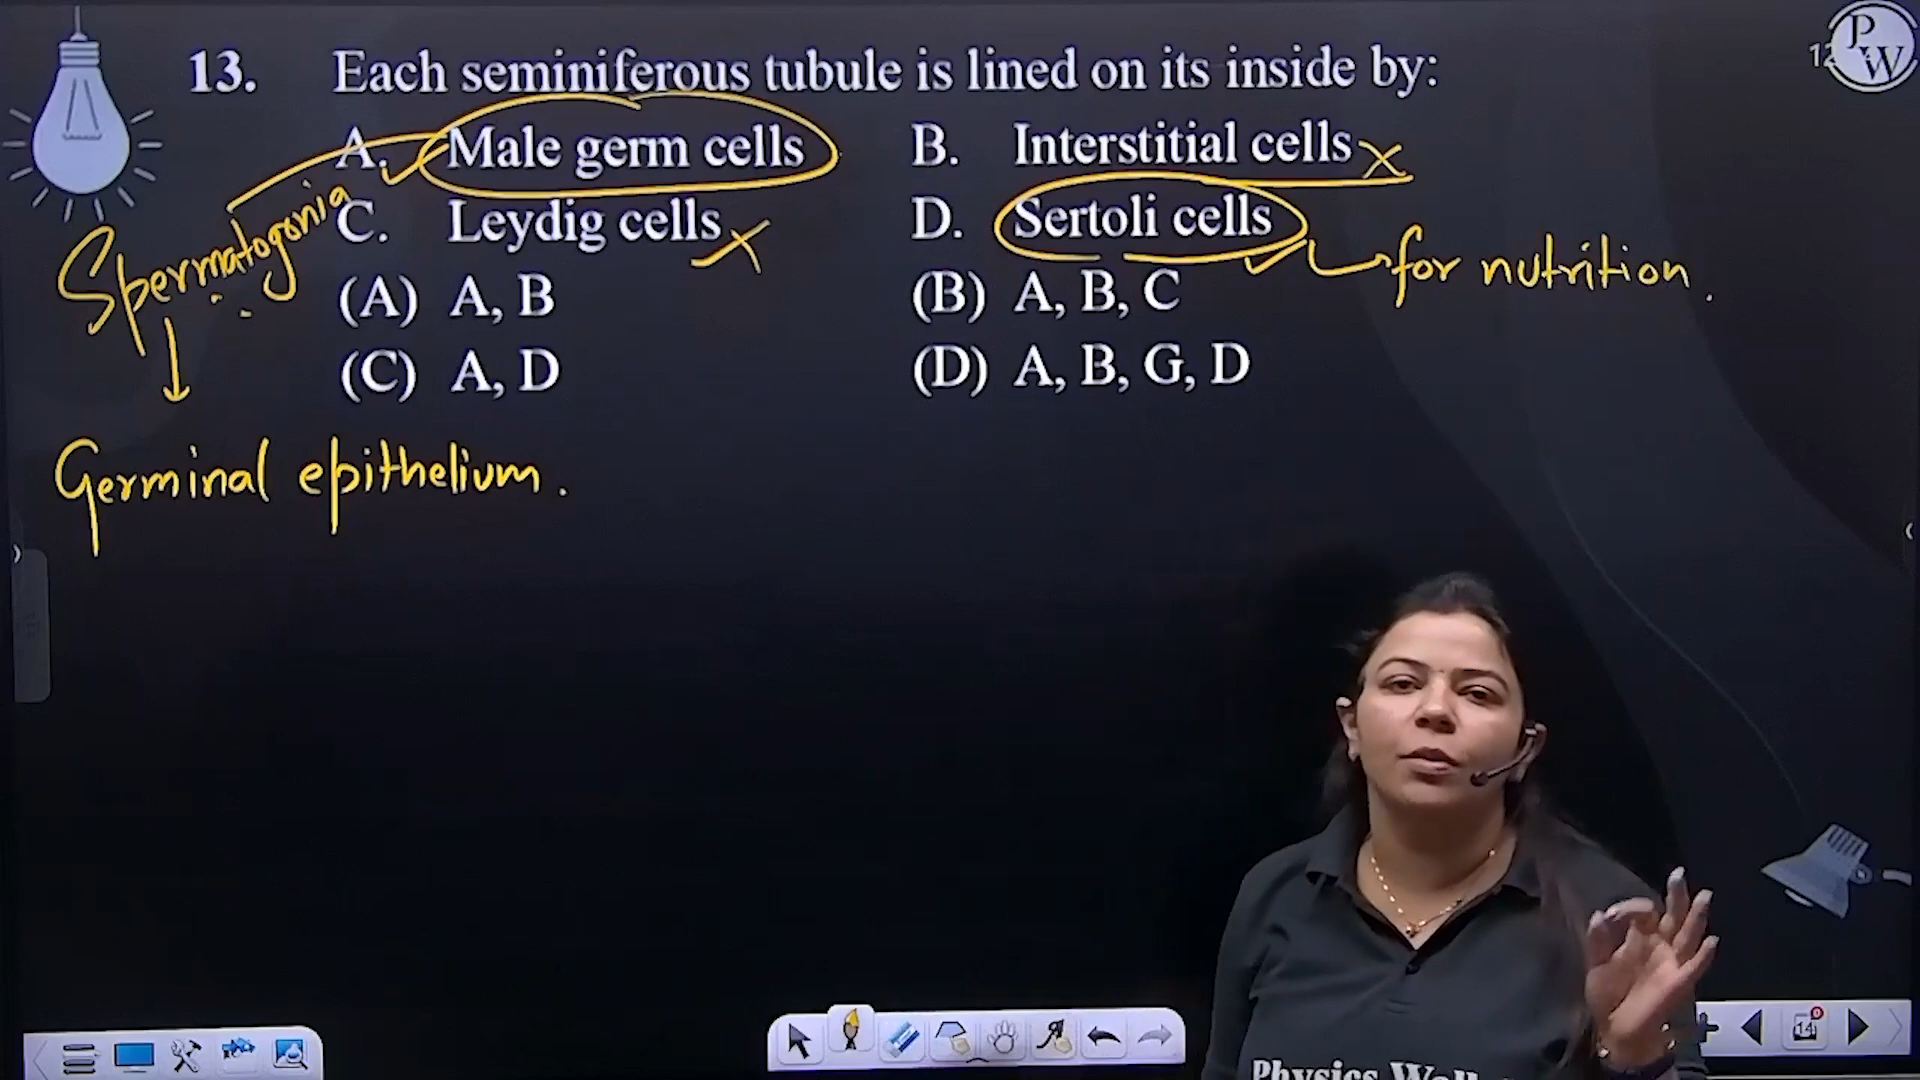 PW
13. Each seminiferous tubule is lined on its inside by:
A. Male germ cells B. Interstitial cells
C. Leydig cells D. Sertoli cells
Spermatogonia
for nutrition.
(A) A, B (B) A, B, C
(C) A, D (D) A, B, G, D
Germinal epithelium.
14
Physics